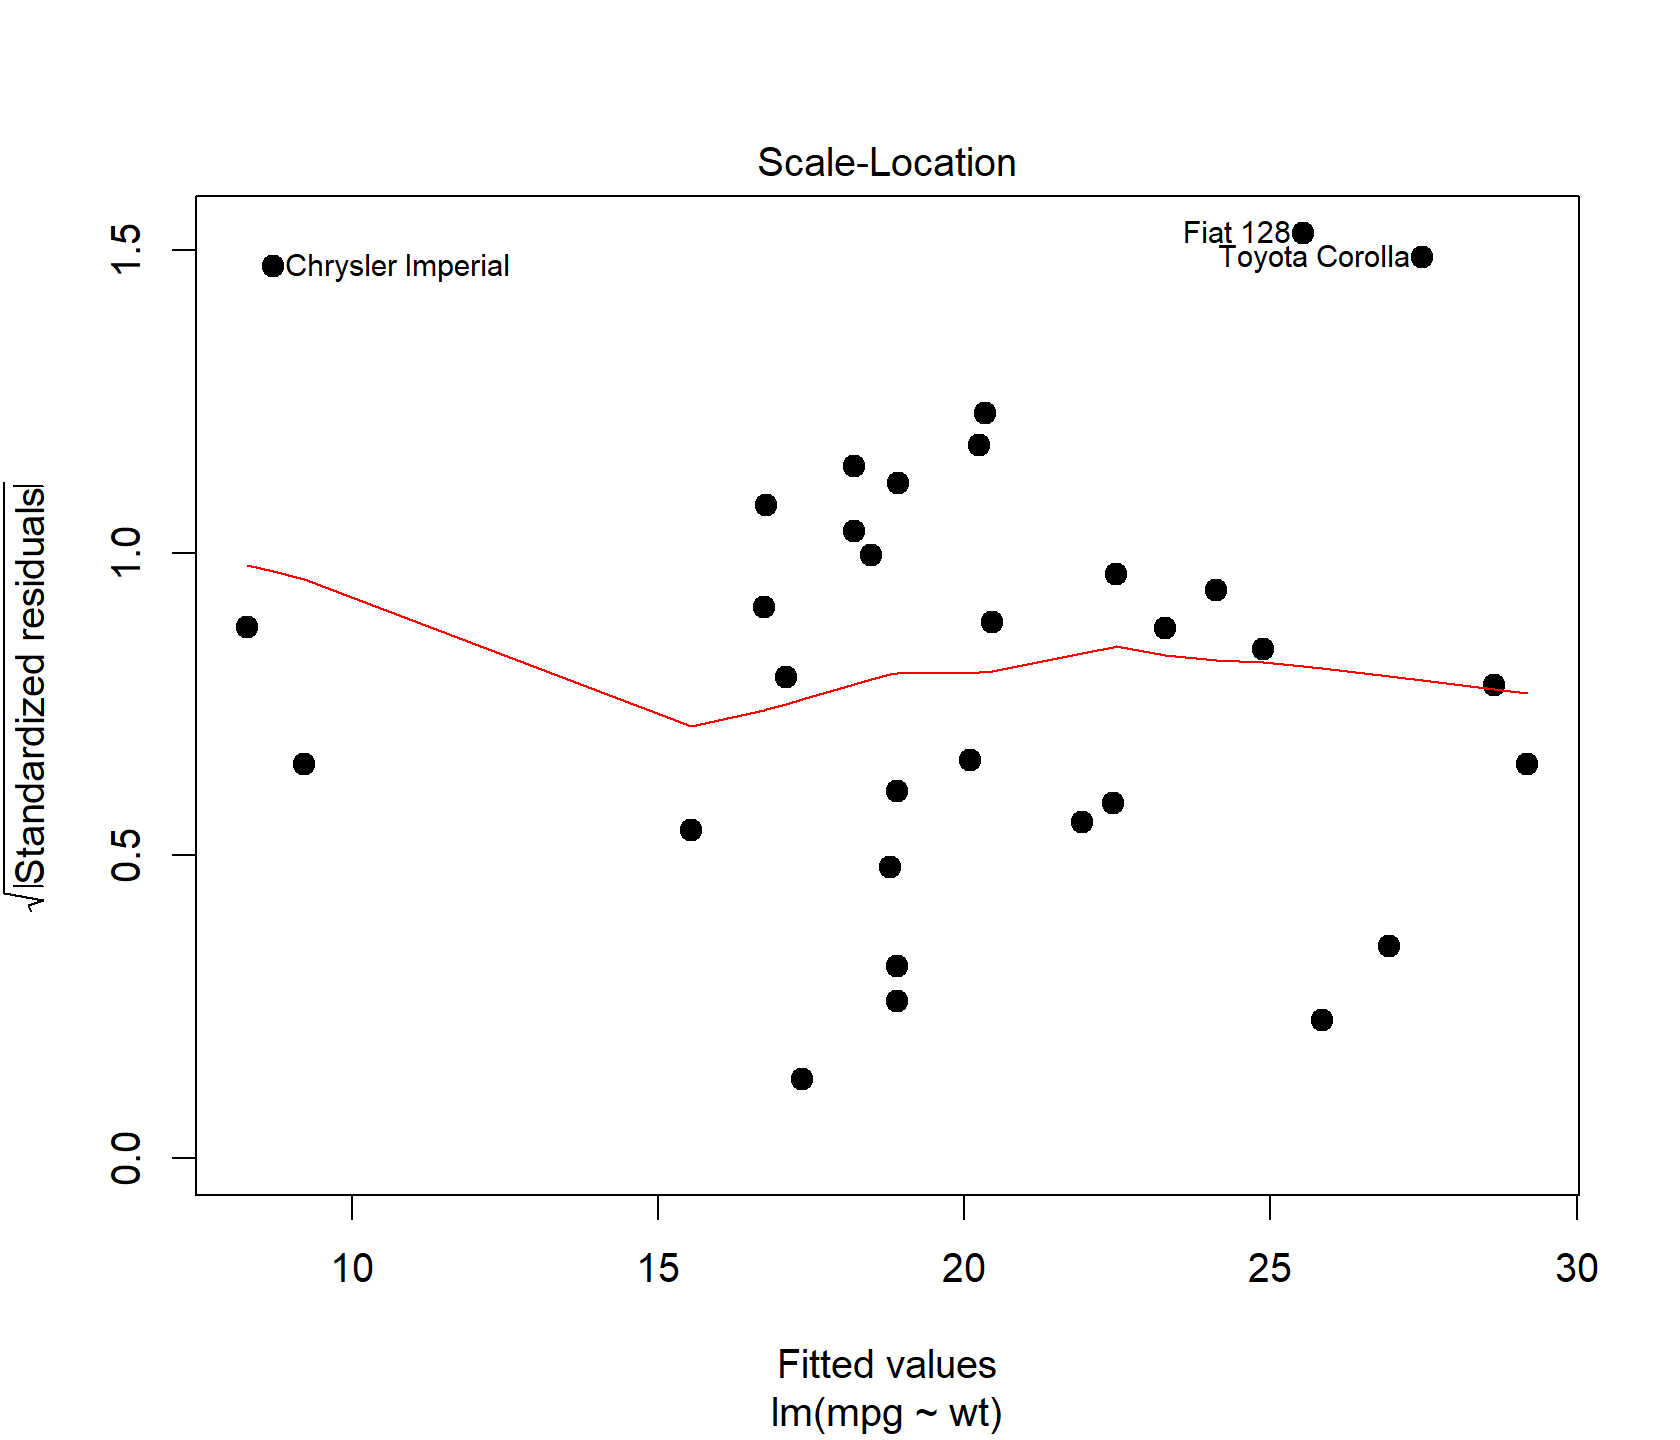 Scale-Location
√|Standardized residuals|
1.5
1.0
0.5
0.0
Chrysler Imperial
Fiat 128
Toyota Corolla
10 15 20 25 30
Fitted values
lm(mpg ~ wt)